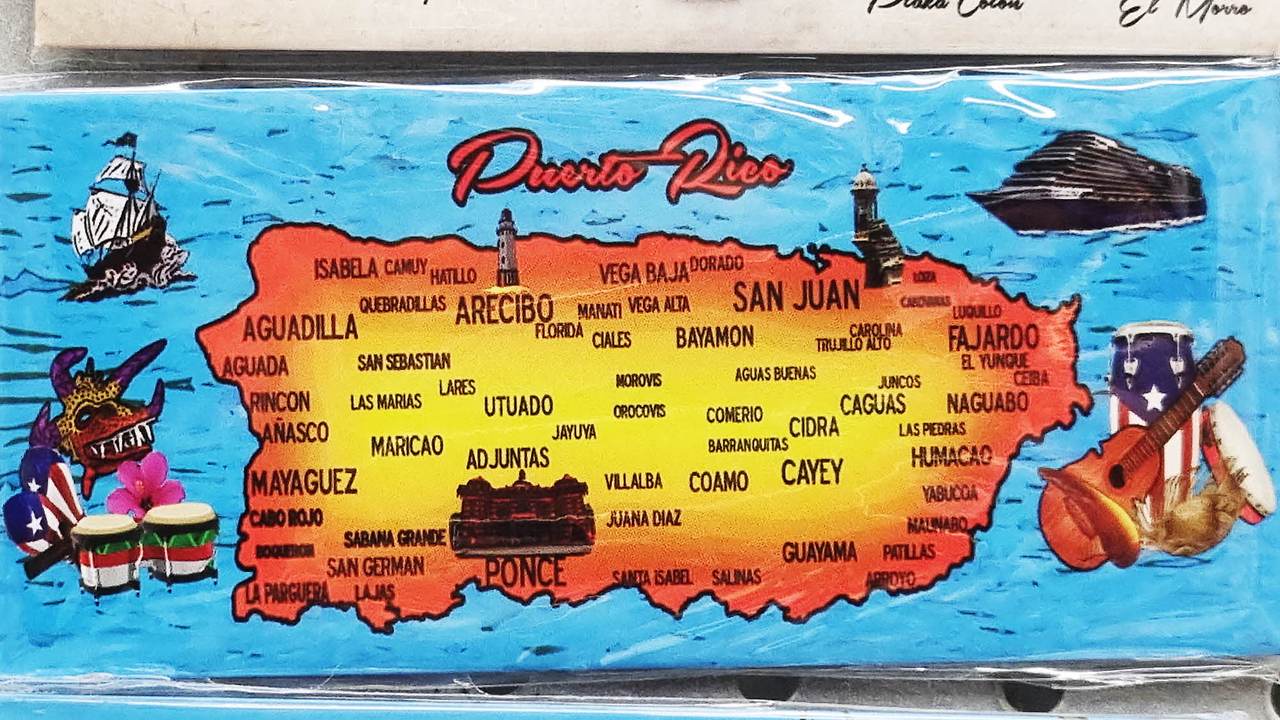 Plaza Colón
El Morro
Puerto Rico
ISABELA CAMUY HATILLO VEGA BAJA DORADO
LOIZA
QUEBRADILLAS ARECIBO MANATI VEGA ALTA SAN JUAN
CANOVANAS LUQUILLO
AGUADILLA FLORIDA CIALES BAYAMON CAROLINA FAJARDO
TRUJILLO ALTO
AGUADA SAN SEBASTIAN EL YUNQUE
MOROVIS AGUAS BUENAS JUNCOS CEIBA
RINCON LAS MARIAS LARES UTUADO OROCOVIS COMERIO CAGUAS NAGUABO
AÑASCO JAYUYA CIDRA LAS PIEDRAS
MARICAO ADJUNTAS BARRANQUITAS HUMACAO
MAYAGUEZ VILLALBA COAMO CAYEY
YABUCOA
CABO ROJO JUANA DIAZ MAUNABO
BOQUERON SABANA GRANDE GUAYAMA PATILLAS
SAN GERMAN PONCE SANTA ISABEL SALINAS ARROYO
LA PARGUERA LAJAS